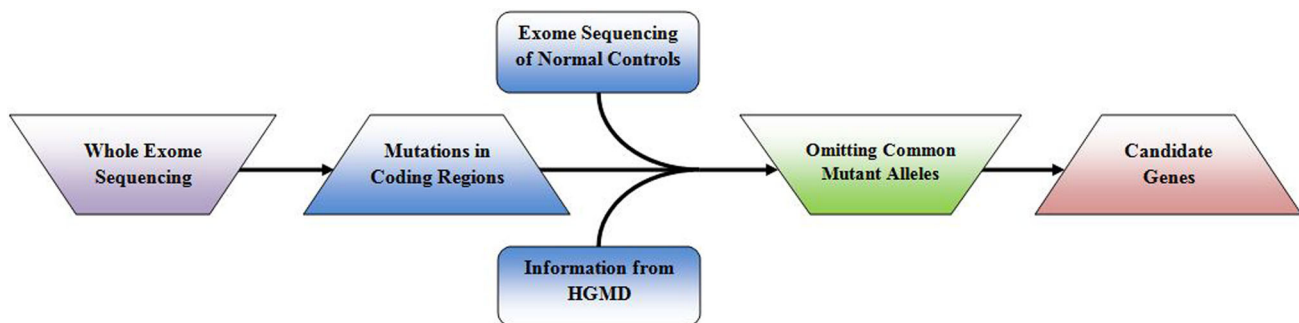 Exome Sequencing
of Normal Controls
Whole Exome
Sequencing
Mutations in
Coding Regions
Omitting Common
Mutant Alleles
Candidate
Genes
Information from
HGMD